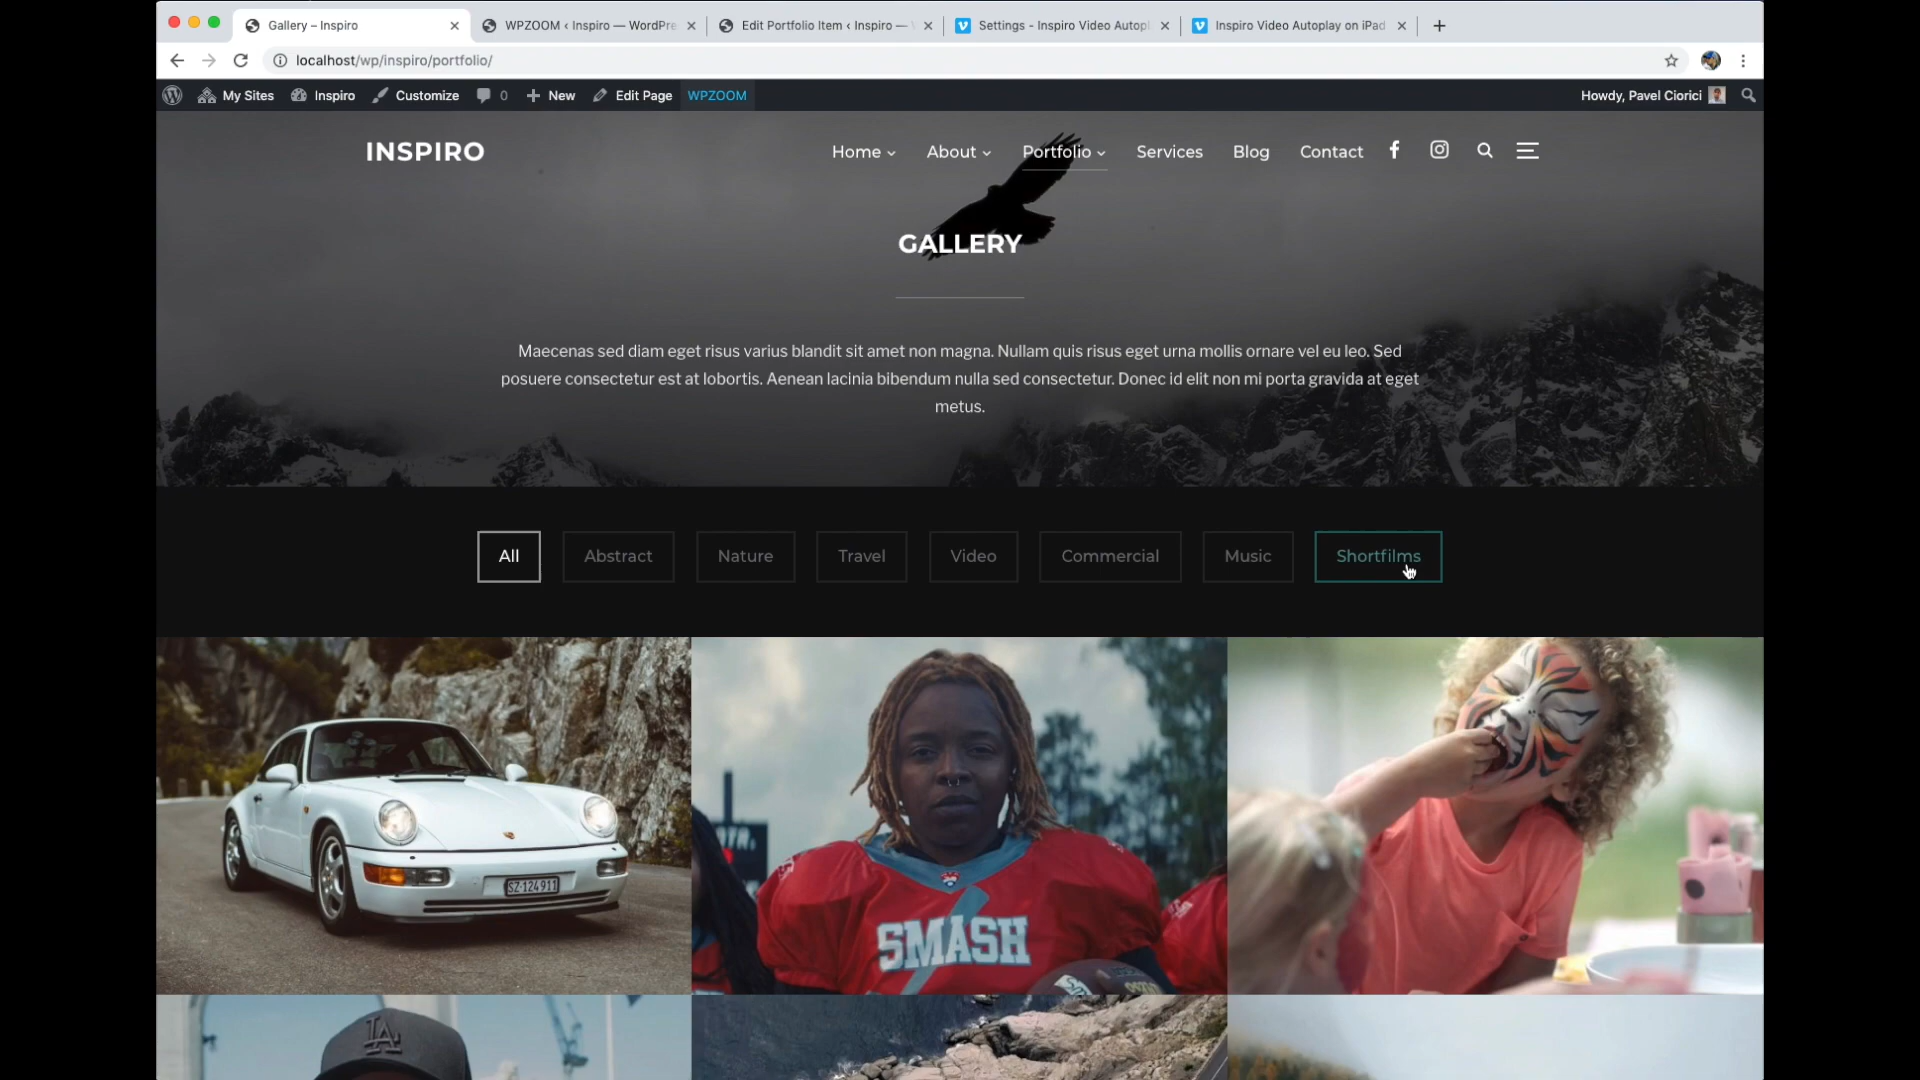 Gallery – Inspiro
WPZOOM ‹ Inspiro — WordPre
Edit Portfolio Item ‹ Inspiro —
Settings - Inspiro Video Autopl
Inspiro Video Autoplay on iPad
localhost/wp/inspiro/portfolio/
My Sites
Inspiro
Customize
0
New
Edit Page
WPZOOM
Howdy, Pavel Ciorici
INSPIRO
Home
About
Portfolio
Services
Blog
Contact
GALLERY
Maecenas sed diam eget risus varius blandit sit amet non magna. Nullam quis risus eget urna mollis ornare vel eu leo. Sed
posuere consectetur est at lobortis. Aenean lacinia bibendum nulla sed consectetur. Donec id elit non mi porta gravida at eget
metus.
All
Abstract
Nature
Travel
Video
Commercial
Music
Shortfilms
SZ·124911
SMASH
LA